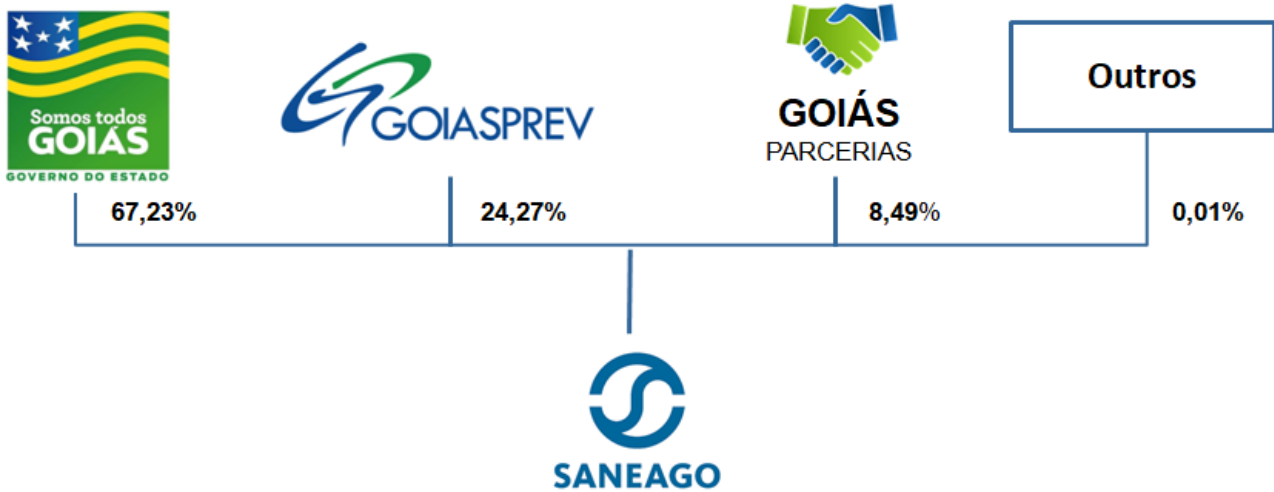 Somos todos
GOIÁS
GOVERNO DO ESTADO
GOIASPREV
GOIÁS
PARCERIAS
Outros
67,23%
24,27%
8,49%
0,01%
SANEAGO